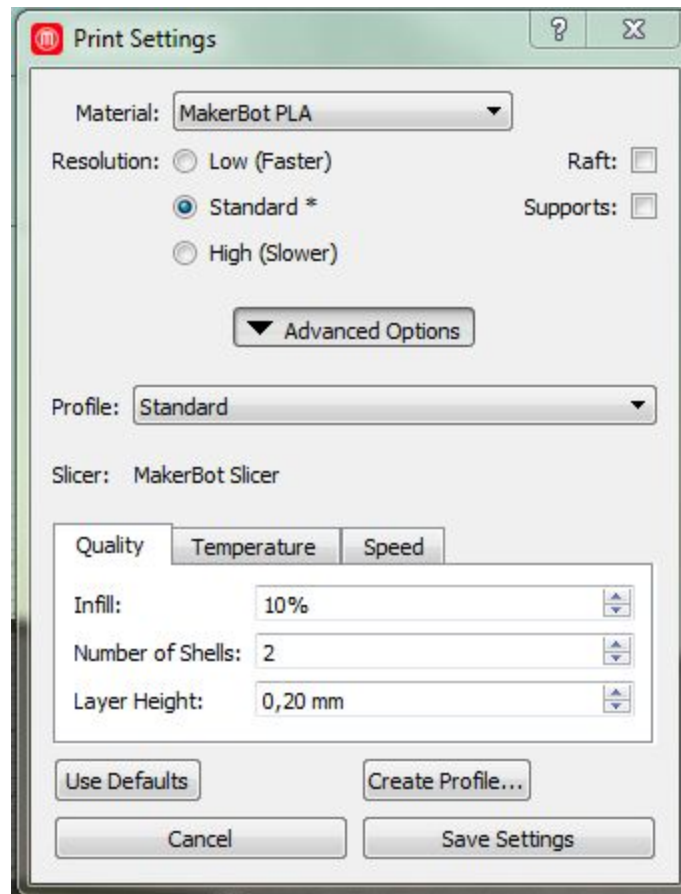 Print Settings
Material: MakerBot PLA
Resolution: Low (Faster) Raft:
Standard * Supports:
High (Slower)
Advanced Options
Profile: Standard
Slicer: MakerBot Slicer
Quality Temperature Speed
Infill: 10%
Number of Shells: 2
Layer Height: 0,20 mm
Use Defaults Create Profile...
Cancel Save Settings